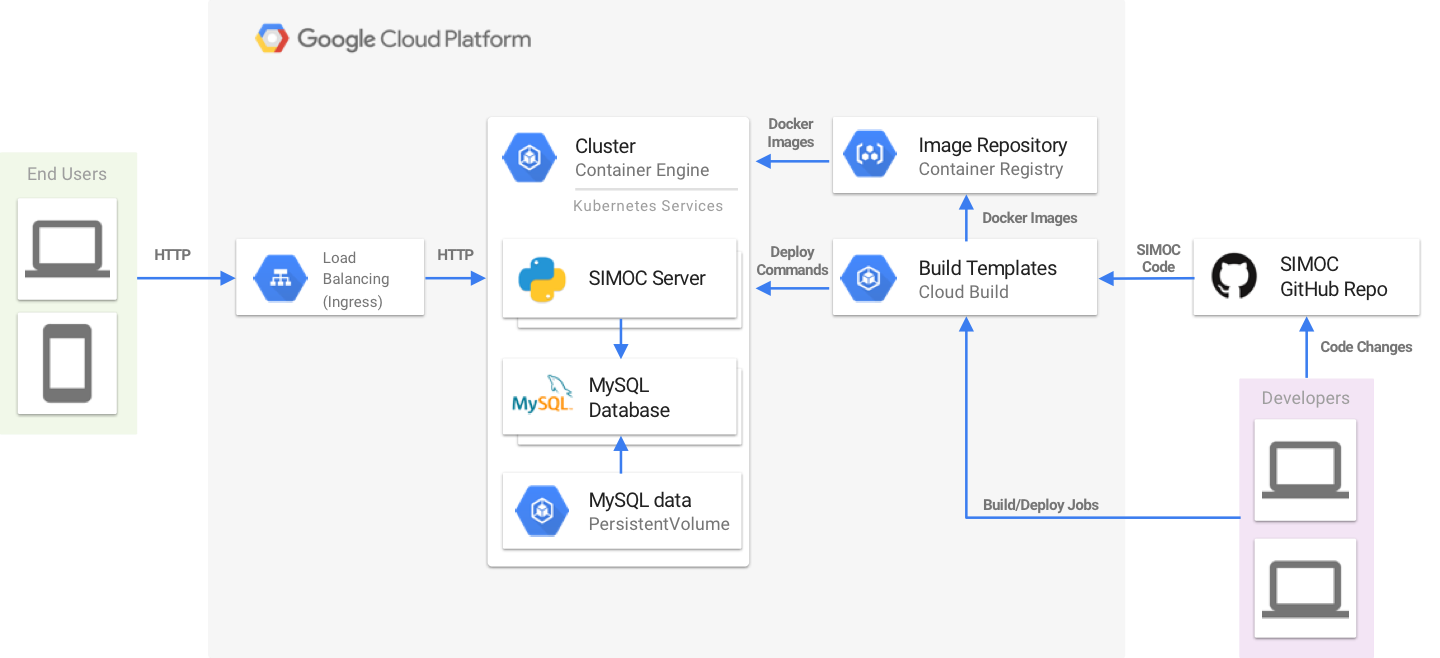 Google Cloud Platform
End Users
HTTP
Load
Balancing
(Ingress)
HTTP
Cluster
Container Engine
Kubernetes Services
SIMOC Server
MySQL
MySQL
Database
MySQL data
PersistentVolume
Docker
Images
Image Repository
Container Registry
Docker Images
Deploy
Commands
Build Templates
Cloud Build
SIMOC
Code
SIMOC
GitHub Repo
Code Changes
Developers
Build/Deploy Jobs